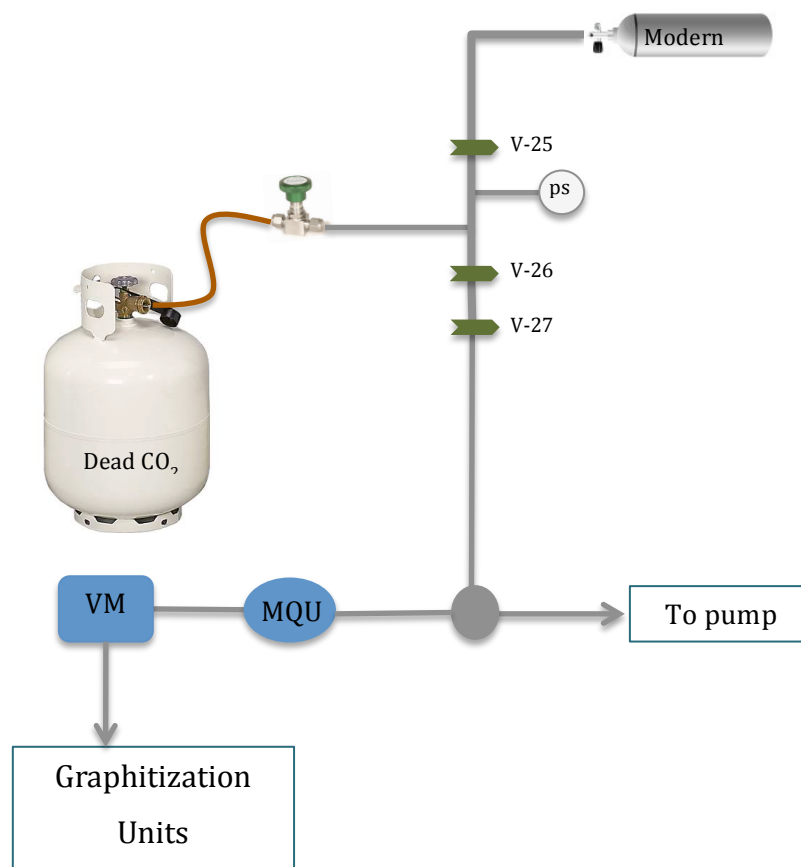 Modern
V-25
ps
V-26
V-27
Dead CO₂
VM
MQU
To pump
Graphitization
Units